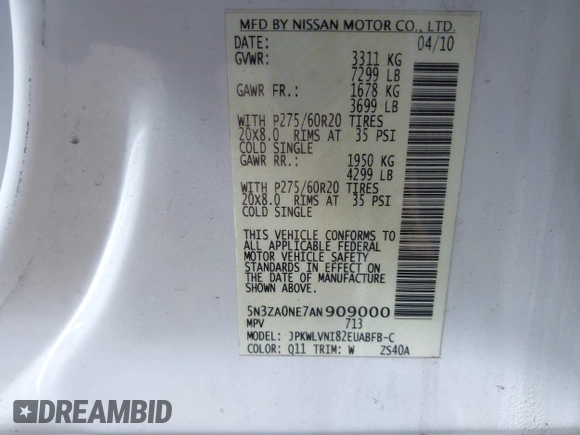 MFD BY NISSAN MOTOR CO., LTD.
DATE: 04/10
GVWR: 3311 KG
7299 LB
GAWR FR.: 1678 KG
3699 LB
WITH P275/60R20 TIRES
20X8.0 RIMS AT 35 PSI
COLD SINGLE
GAWR RR.: 1950 KG
4299 LB
WITH P275/60R20 TIRES
20X8.0 RIMS AT 35 PSI
COLD SINGLE
THIS VEHICLE CONFORMS TO
ALL APPLICABLE FEDERAL
MOTOR VEHICLE SAFETY
STANDARDS IN EFFECT ON
THE DATE OF MANUFACTURE
SHOWN ABOVE
5N3ZA0NE7AN909000
MPV 713
MODEL: JPKWLVNI82EUABFB-C
COLOR: Q11 TRIM: W ZS40A
© DREAMBID
dreambid.com